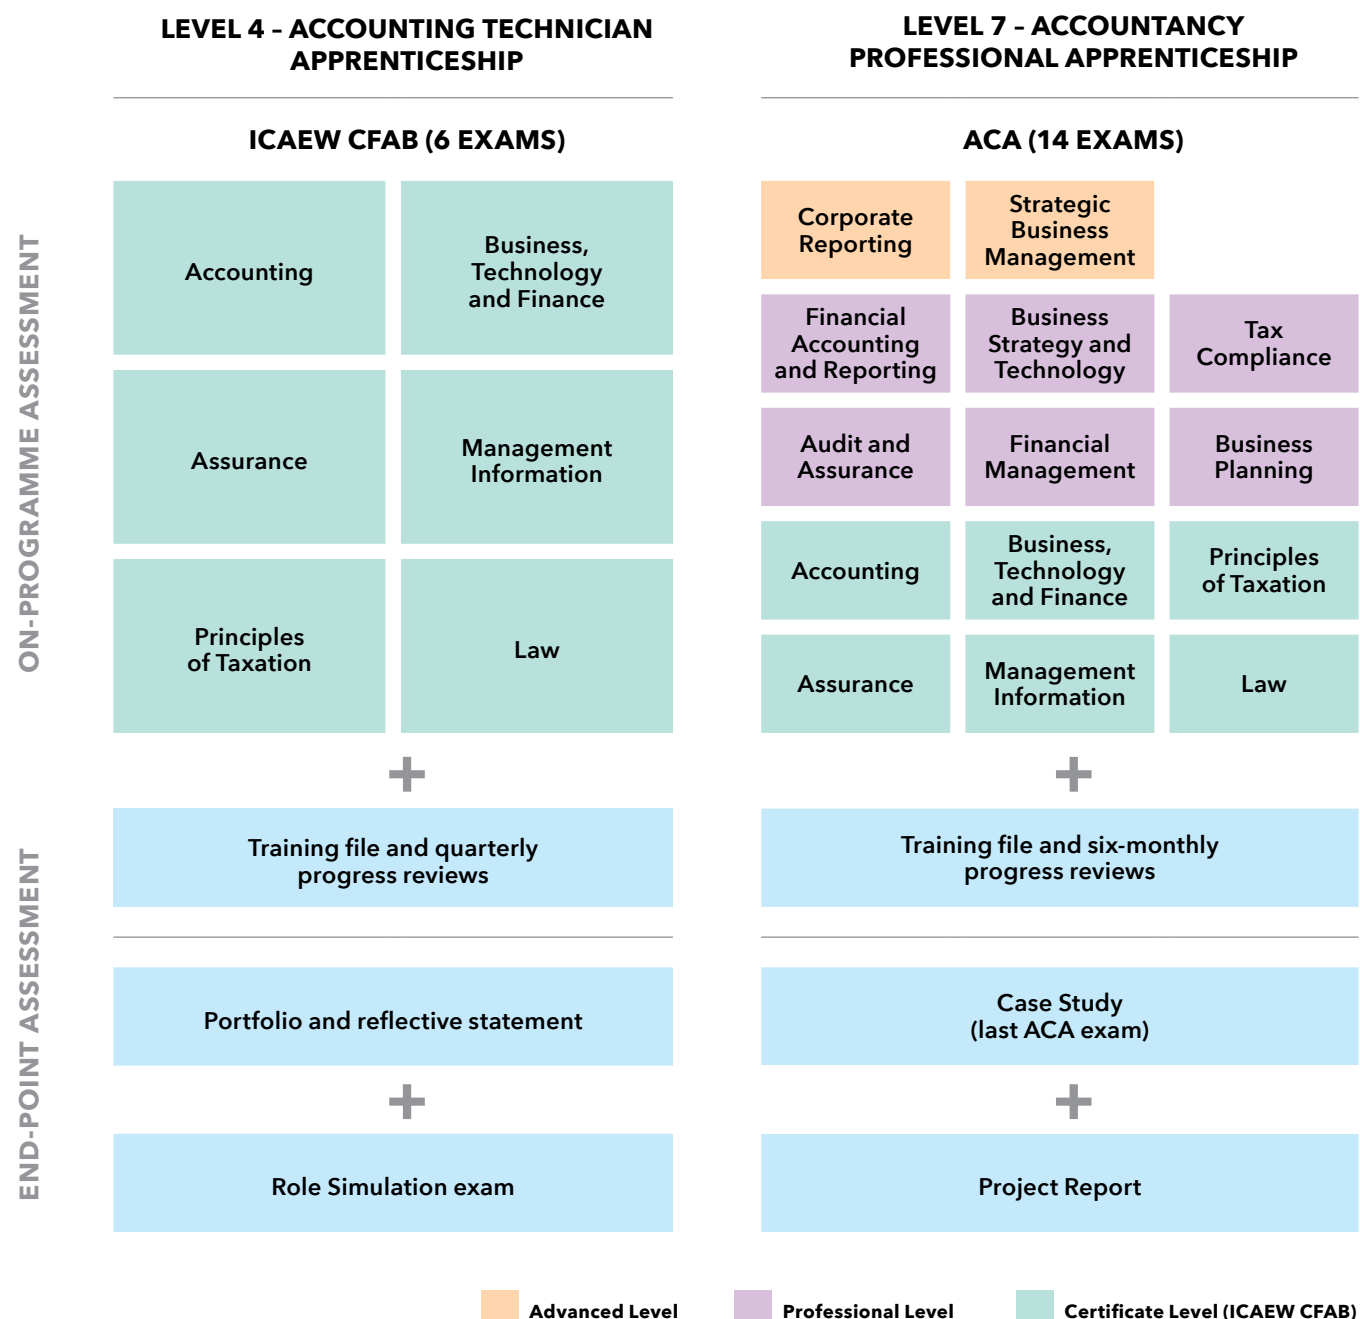 LEVEL 4 – ACCOUNTING TECHNICIAN
APPRENTICESHIP
ICAEW CFAB (6 EXAMS)
ON-PROGRAMME ASSESSMENT
Accounting
Business,
Technology
and Finance
Assurance
Management
Information
Principles
of Taxation
Law
+
Training file and quarterly
progress reviews
END-POINT ASSESSMENT
Portfolio and reflective statement
+
Role Simulation exam
LEVEL 7 – ACCOUNTANCY
PROFESSIONAL APPRENTICESHIP
ACA (14 EXAMS)
Corporate
Reporting
Strategic
Business
Management
Financial
Accounting
and Reporting
Business
Strategy and
Technology
Tax
Compliance
Audit and
Assurance
Financial
Management
Business
Planning
Accounting
Business,
Technology
and Finance
Principles
of Taxation
Assurance
Management
Information
Law
+
Training file and six-monthly
progress reviews
Case Study
(last ACA exam)
+
Project Report
Advanced Level
Professional Level
Certificate Level (ICAEW CFAB)